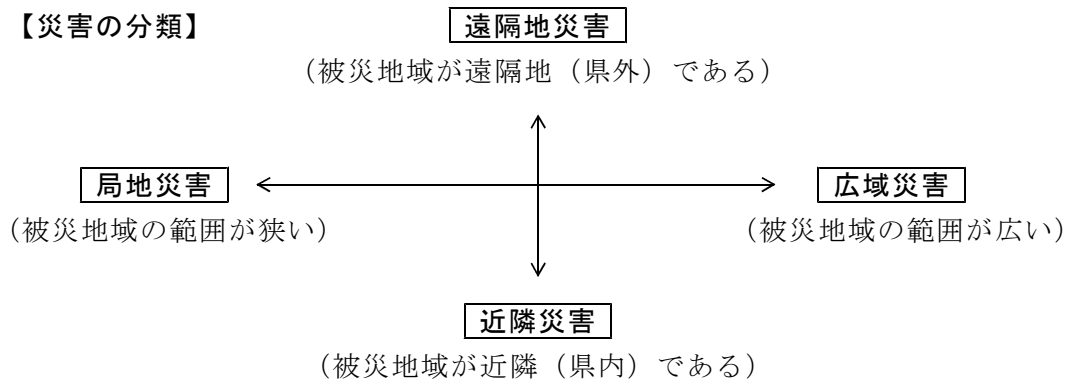 【災害の分類】
遠隔地災害
（被災地域が遠隔地（県外）である）
局地災害
（被災地域の範囲が狭い）
広域災害
（被災地域の範囲が広い）
近隣災害
（被災地域が近隣（県内）である）